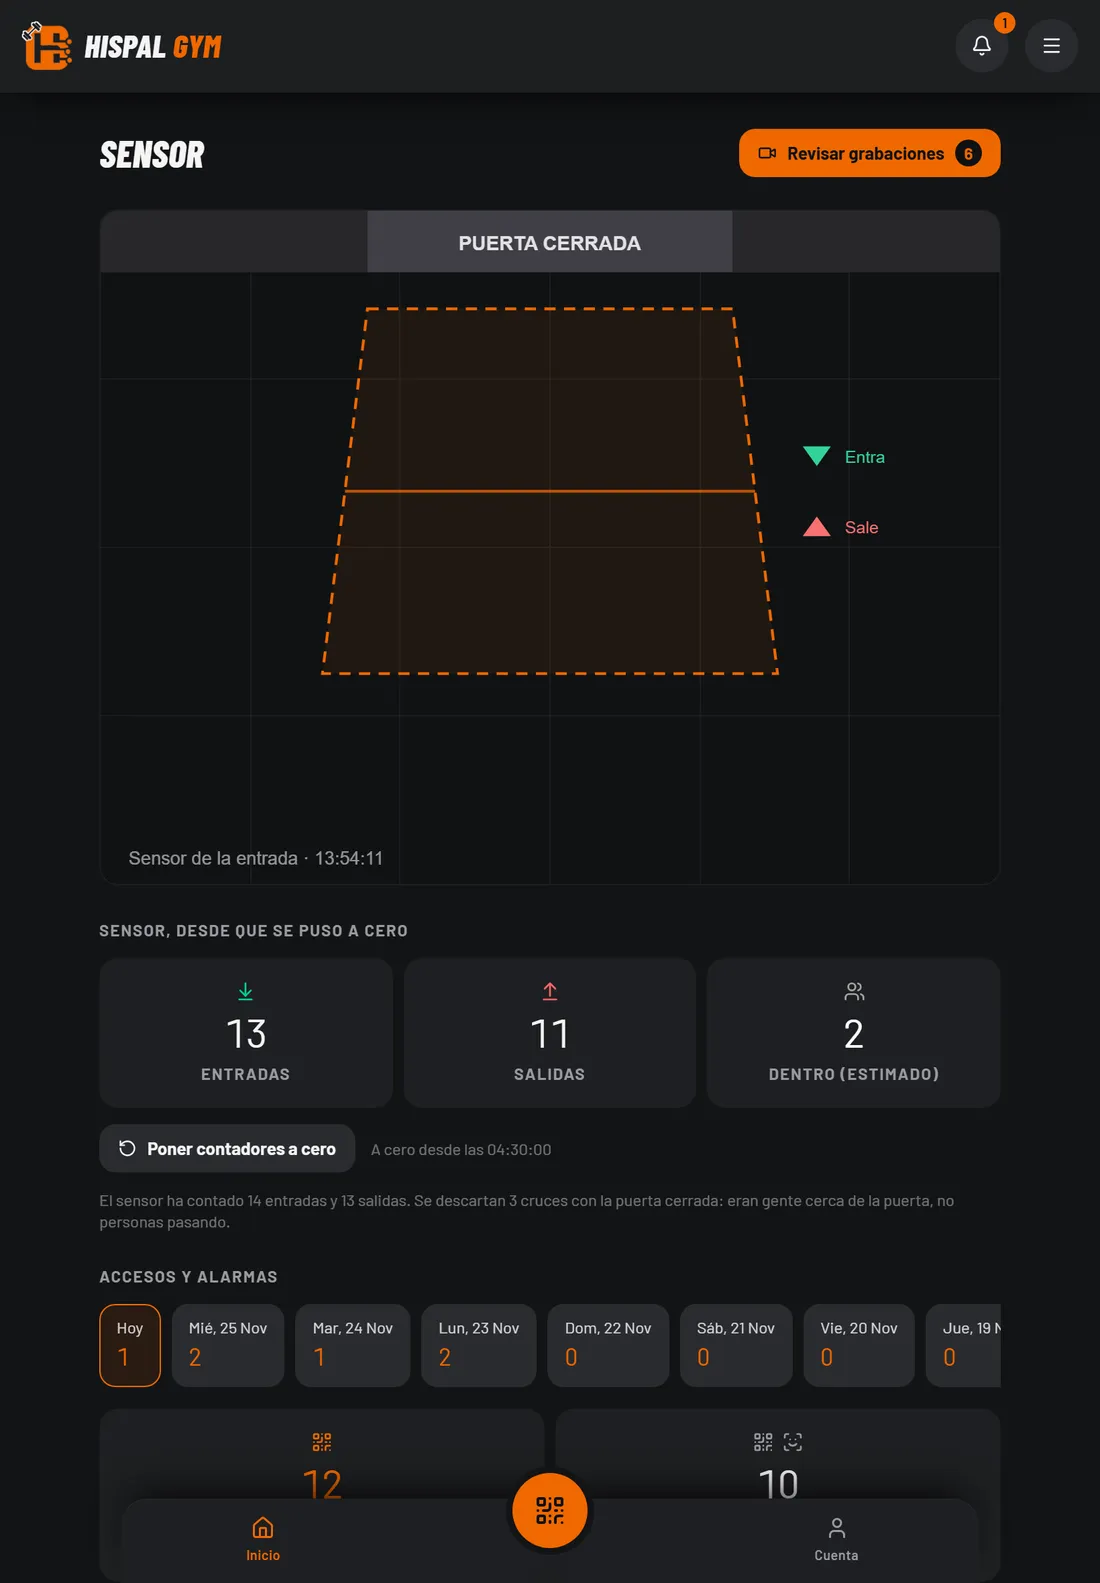 HISPAL GYM
1
SENSOR
Revisar grabaciones 6
PUERTA CERRADA
Entra
Sale
Sensor de la entrada · 13:54:11
SENSOR, DESDE QUE SE PUSO A CERO
13
ENTRADAS
11
SALIDAS
2
DENTRO (ESTIMADO)
Poner contadores a cero
A cero desde las 04:30:00
El sensor ha contado 14 entradas y 13 salidas. Se descartan 3 cruces con la puerta cerrada: eran gente cerca de la puerta, no
personas pasando.
ACCESOS Y ALARMAS
Hoy
1
Mié, 25 Nov
2
Mar, 24 Nov
1
Lun, 23 Nov
2
Dom, 22 Nov
0
Sáb, 21 Nov
0
Vie, 20 Nov
0
Jue, 19 N
0
12
10
Inicio
Cuenta